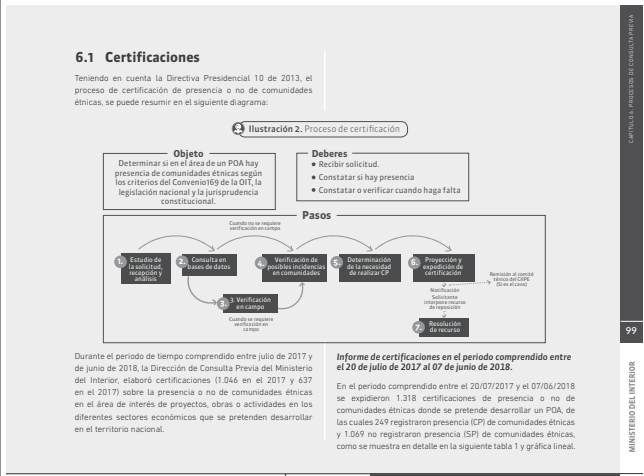 6.1 Certificaciones
Teniendo en cuenta la Directiva Presidencial 10 de 2013, el
proceso de certificación de presencia o no de comunidades
étnicas, se puede resumir en el siguiente diagrama:
Ilustración 2. Proceso de certificación
Objeto
Determinar si en el área de un POA hay
presencia de comunidades étnicas según
los criterios del Convenio169 de la OIT, la
legislación nacional y la jurisprudencia
constitucional.
Deberes
● Recibir solicitud.
● Constatar si hay presencia
● Constatar o verificar cuando haga falta
Pasos
Cuando no se requiere
verificación en campo
1. Estudio de
la solicitud,
recepción y
análisis
2. Consulta en
bases de datos
3. 3. Verificación
en campo
Cuando se requiere
verificación en
campo
4. Verificación de
posibles incidencias
en comunidades
5. Determinación
de la necesidad
de realizar CP
6. Proyección y
expedición de
certificación
Remisión al comité
ténico del CIIPE
(Si es el caso)
Notificación
Solicitante
interpone recurso
de reposición
7. Resolución
de recurso
Durante el periodo de tiempo comprendido entre julio de 2017 y
de junio de 2018, la Dirección de Consulta Previa del Ministerio
del Interior, elaboró certificaciones (1.046 en el 2017 y 637
en el 2017) sobre la presencia o no de comunidades étnicas
en el área de interés de proyectos, obras o actividades en los
diferentes sectores económicos que se pretenden desarrollar
en el territorio nacional.
Informe de certificaciones en el periodo comprendido entre
el 20 de julio de 2017 al 07 de junio de 2018.
En el periodo comprendido entre el 20/07/2017 y el 07/06/2018
se expidieron 1.318 certificaciones de presencia o no de
comunidades étnicas donde se pretende desarrollar un POA, de
las cuales 249 registraron presencia (CP) de comunidades étnicas
y 1.069 no registraron presencia (SP) de comunidades étnicas,
como se muestra en detalle en la siguiente tabla 1 y gráfica lineal.
CAPÍTULO 6. PROCESOS DE CONSULTA PREVIA
99
MINISTERIO DEL INTERIOR